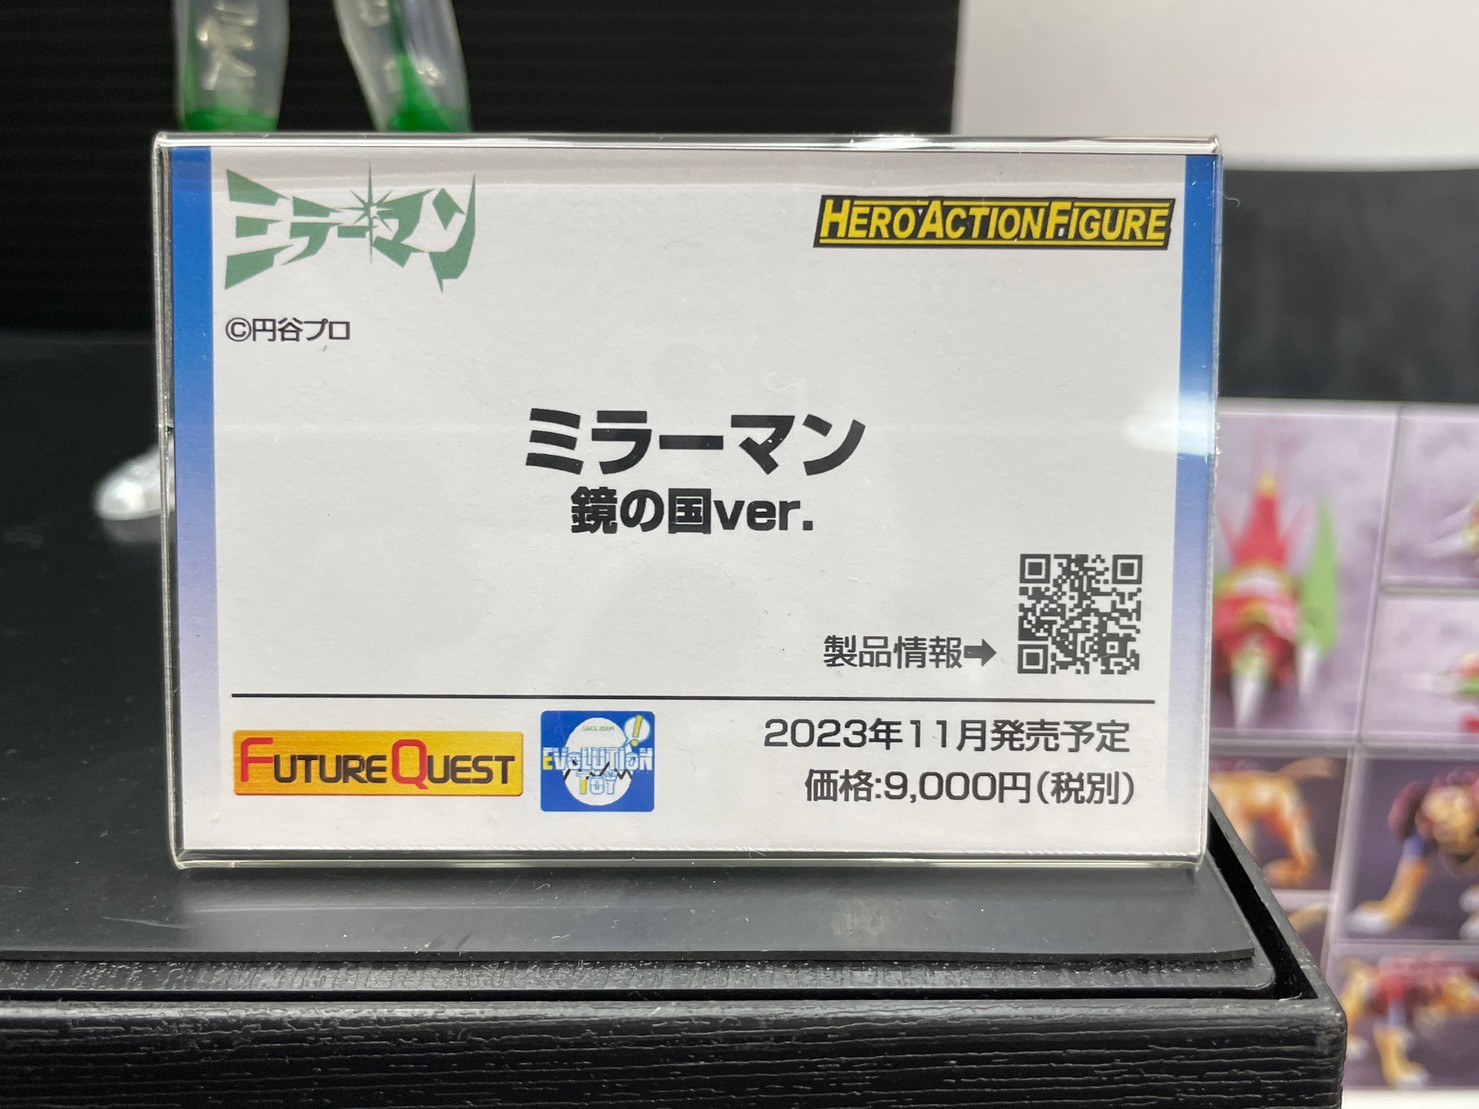 ミラーマン
HERO ACTION FIGURE
©円谷プロ
ミラーマン
鏡の国ver.
製品情報➡
FUTURE QUEST
EVOLUTION!
TOY
2023年11月発売予定
価格:9,000円(税別)